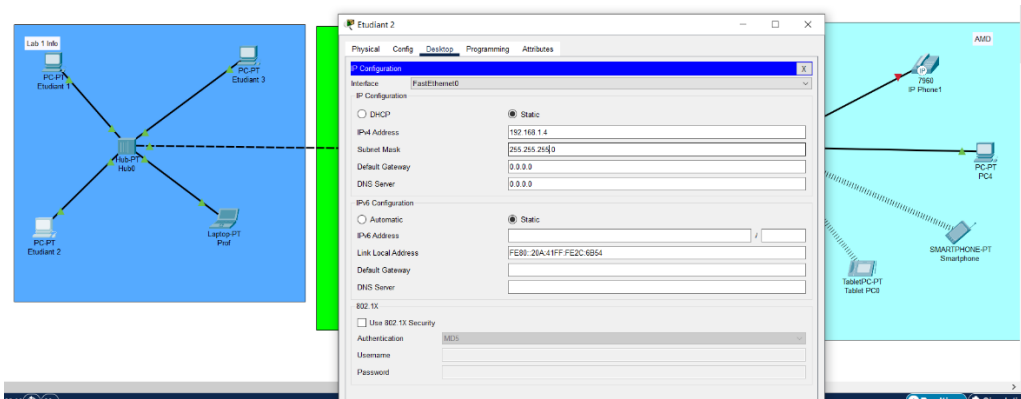 Etudiant 2
Physical Config Desktop Programming Attributes
IP Configuration X
Interface FastEthernet0
IP Configuration
DHCP Static
IPv4 Address 192.168.1.4
Subnet Mask 255.255.255.0
Default Gateway 0.0.0.0
DNS Server 0.0.0.0
IPv6 Configuration
Automatic Static
IPv6 Address /
Link Local Address FE80::20A:41FF:FE2C:6B54
Default Gateway
DNS Server
802.1X
Use 802.1X Security
Authentication MD5
Username
Password
Lab 1 Info
PC-PT
Etudiant 1
PC-PT
Etudiant 3
Hub-PT
Hub0
PC-PT
Etudiant 2
Laptop-PT
Prof
AMD
7960
IP Phone1
PC-PT
PC4
SMARTPHONE-PT
Smartphone
TabletPC-PT
Tablet PC0